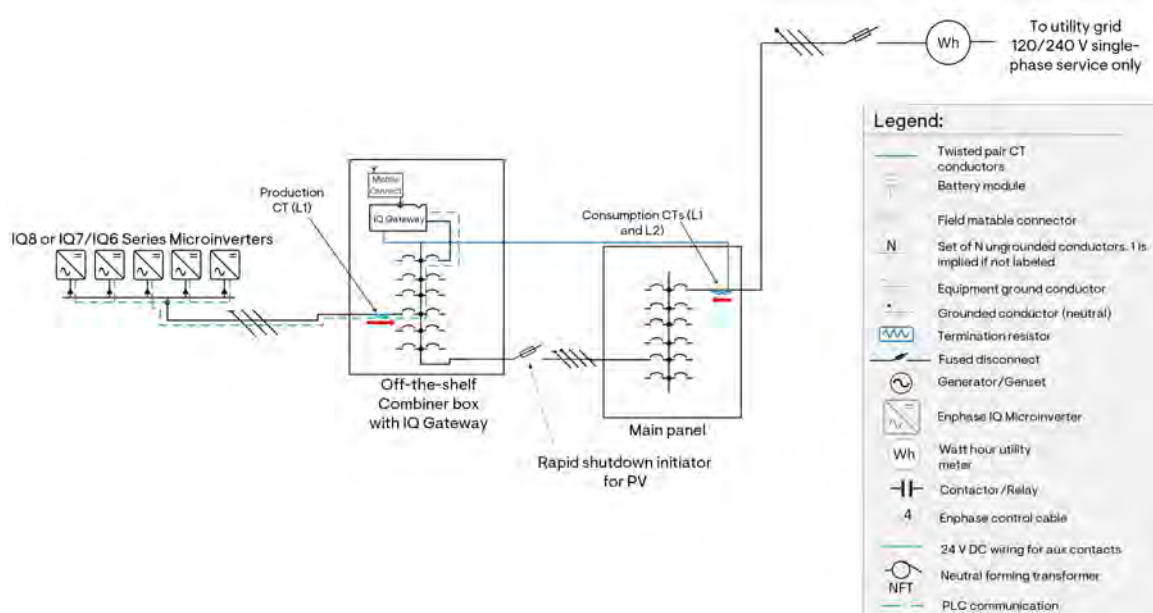 To utility grid
120/240 V single-
phase service only
Wh
Legend:
Twisted pair CT
conductors
Battery module
Field matable connector
N
Set of N ungrounded conductors. 1 is
implied if not labeled
Equipment ground conductor
Grounded conductor (neutral)
Termination resistor
Fused disconnect
Generator/Genset
Enphase IQ Microinverter
Wh
Watt hour utility
meter
Contactor/Relay
4
Enphase control cable
24 V DC wiring for aux contacts
NFT
Neutral forming transformer
PLC communication
Mobile
Connect
IQ Gateway
Production
CT (L1)
Consumption CTs (L1
and L2)
IQ8 or IQ7/IQ6 Series Microinverters
Off-the-shelf
Combiner box
with IQ Gateway
Main panel
Rapid shutdown initiator
for PV